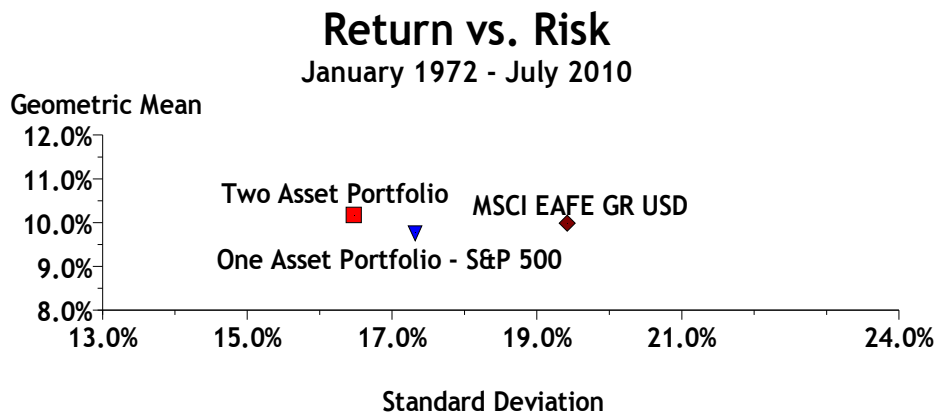 Return vs. Risk
January 1972 - July 2010
Geometric Mean
12.0%
11.0%
Two Asset Portfolio
MSCI EAFE GR USD
10.0%
One Asset Portfolio - S&P 500
9.0%
8.0%
13.0% 15.0% 17.0% 19.0% 21.0% 24.0%
Standard Deviation